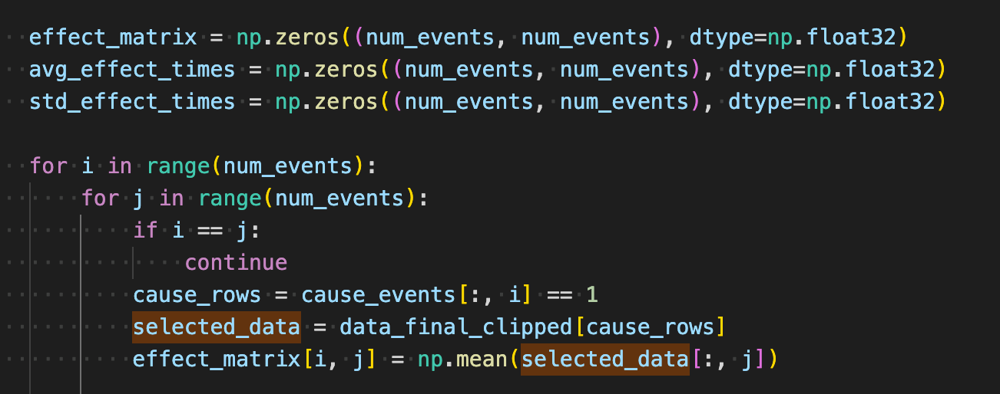 effect_matrix = np.zeros((num_events, num_events), dtype=np.float32)
avg_effect_times = np.zeros((num_events, num_events), dtype=np.float32)
std_effect_times = np.zeros((num_events, num_events), dtype=np.float32)
for i in range(num_events):
for j in range(num_events):
if i == j:
continue
cause_rows = cause_events[:, i] == 1
selected_data = data_final_clipped[cause_rows]
effect_matrix[i, j] = np.mean(selected_data[:, j])